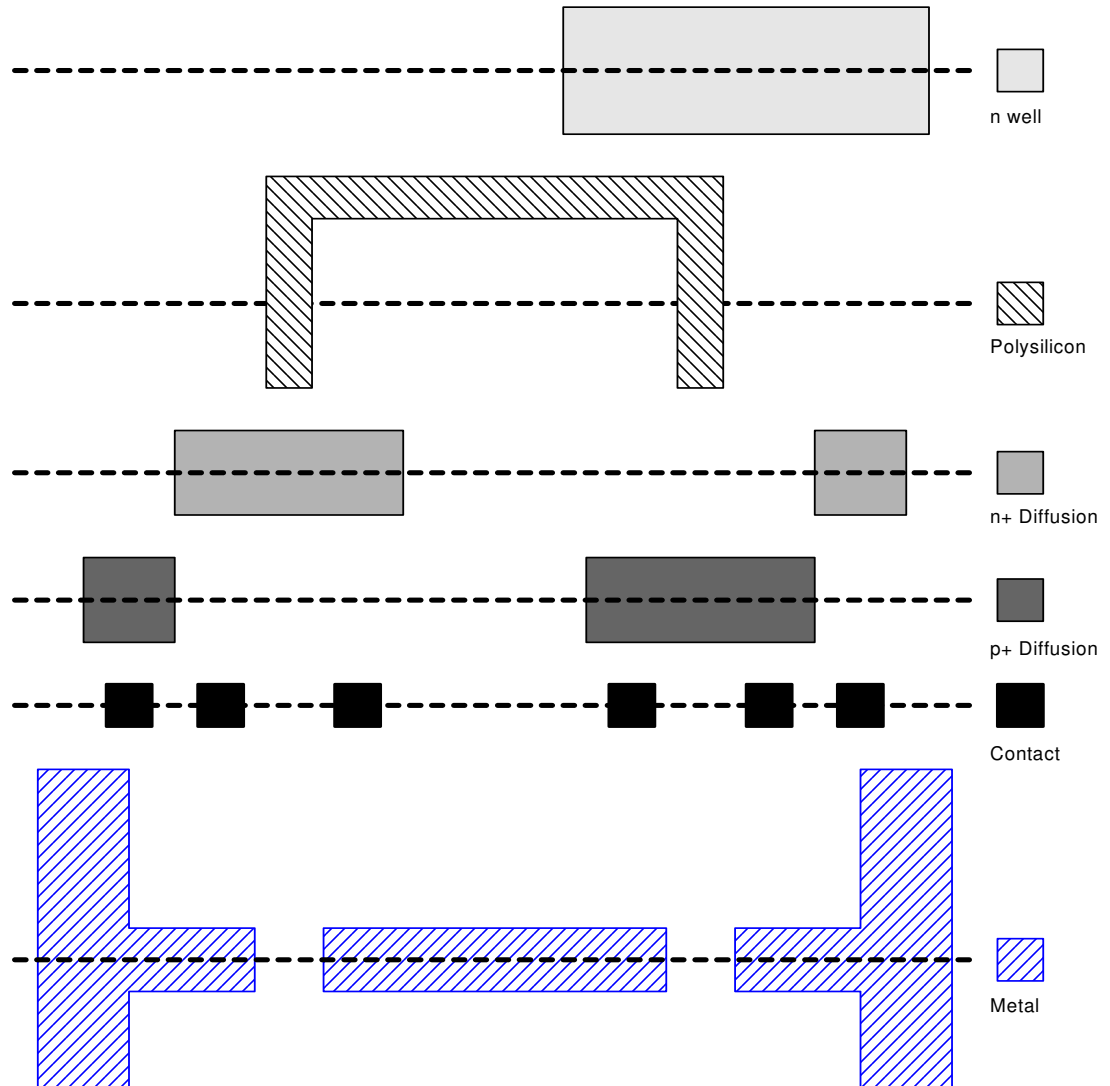 n well
Polysilicon
n+ Diffusion
p+ Diffusion
Contact
Metal